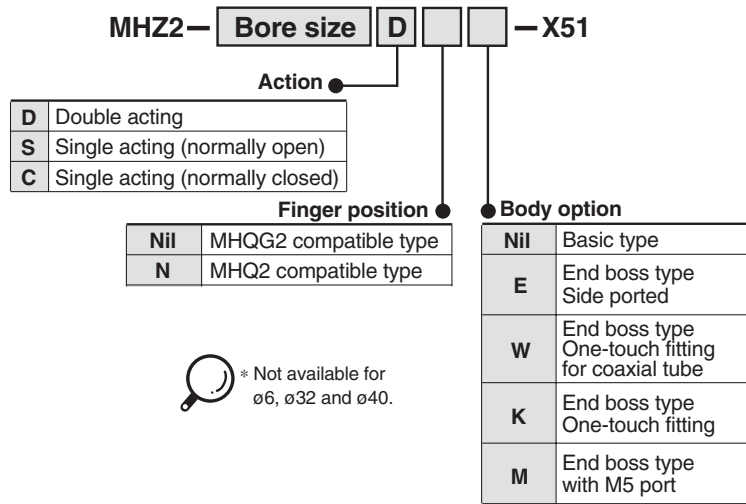 MHZ2— Bore size D — X51
Action
D Double acting
S Single acting (normally open)
C Single acting (normally closed)
Finger position
Nil MHQG2 compatible type
N MHQ2 compatible type
Body option
Nil Basic type
E End boss type
Side ported
W End boss type
One-touch fitting
for coaxial tube
K End boss type
One-touch fitting
M End boss type
with M5 port
* Not available for
ø6, ø32 and ø40.